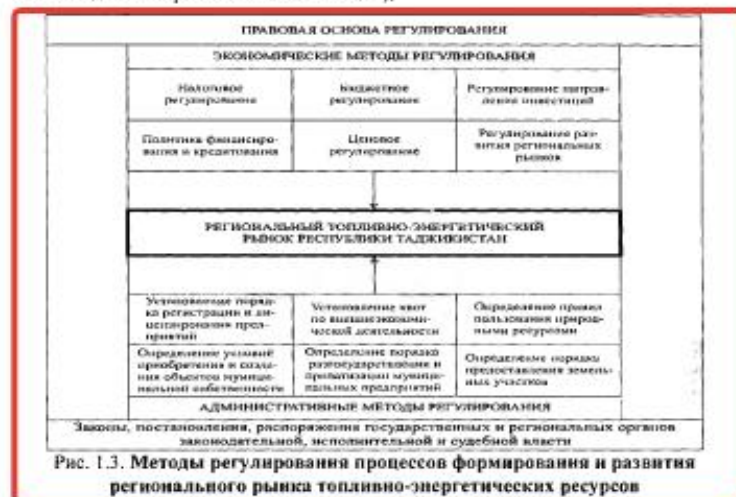 ПРАВОВАЯ ОСНОВА РЕГУЛИРОВАНИЯ
ЭКОНОМИЧЕСКИЕ МЕТОДЫ РЕГУЛИРОВАНИЯ
Налоговое
регулирование
Бюджетное
регулирование
Регулирование направ-
ления инвестиций
Политика финансиро-
вания и кредитования
Ценовое
регулирование
Регулирование раз-
вития региональных
рынков
РЕГИОНАЛЬНЫЙ ТОПЛИВНО-ЭНЕРГЕТИЧЕСКИЙ
РЫНОК РЕСПУБЛИКИ ТАДЖИКИСТАН
Установление поряд-
ка регистрации и ли-
цензирования пред-
приятий
Установление квот
по внешнеэкономи-
ческой деятельности
Определение правил
пользования природ-
ными ресурсами
Определение условий
приобретения и созда-
ния объектов муници-
пальной собственности
Определение порядка
разгосударствления и
приватизации муници-
пальных предприятий
Определение порядка
предоставления земель-
ных участков
АДМИНИСТРАТИВНЫЕ МЕТОДЫ РЕГУЛИРОВАНИЯ
Законы, постановления, распоряжения государственных и региональных органов
законодательной, исполнительной и судебной власти
Рис. 1.3. Методы регулирования процессов формирования и развития
регионального рынка топливно-энергетических ресурсов